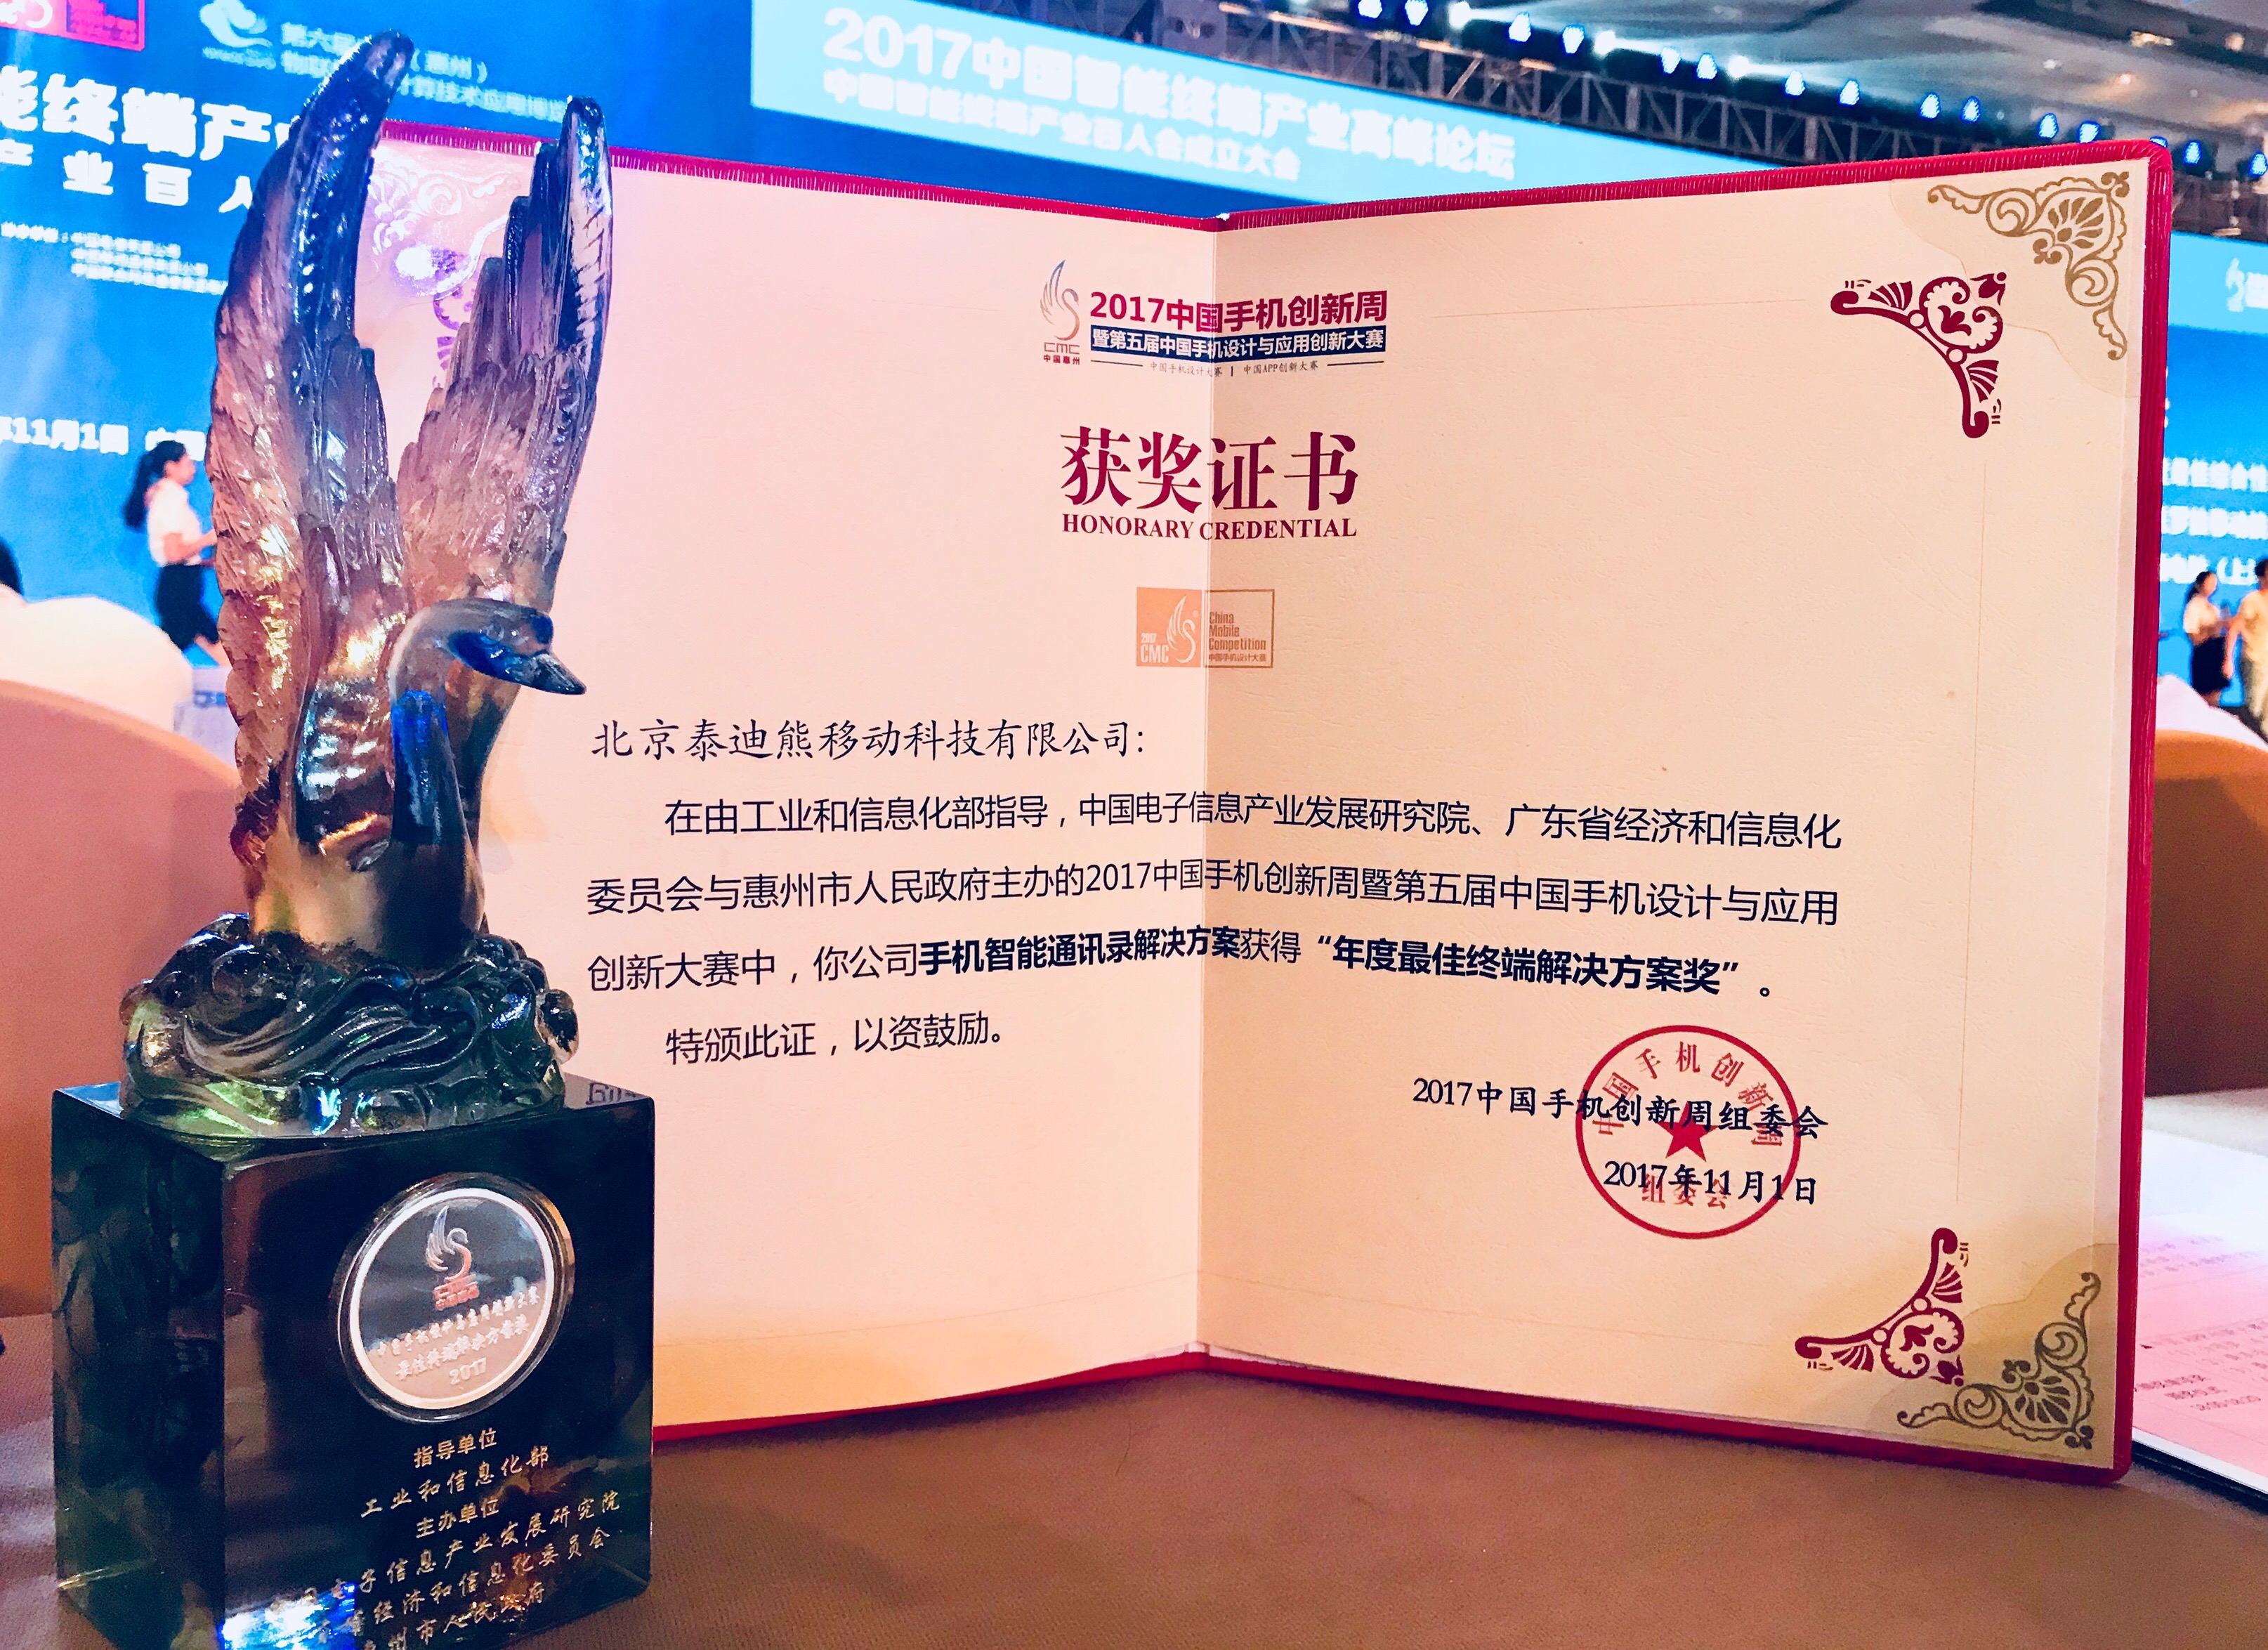 2017中国智能终端产业高峰论坛
中国智能终端产业百人会成立大会
能终端产
产业百人
2017中国手机创新周
暨第五届中国手机设计与应用创新大赛
中国手机设计大赛 | 中国APP创新大赛
CMC
中国惠州
获奖证书
HONORARY CREDENTIAL
2017
CMC
China
Mobile
Competition
中国手机设计大赛
北京泰迪熊移动科技有限公司：
在由工业和信息化部指导，中国电子信息产业发展研究院、广东省经济和信息化
委员会与惠州市人民政府主办的2017中国手机创新周暨第五届中国手机设计与应用
创新大赛中，你公司手机智能通讯录解决方案获得“年度最佳终端解决方案奖”。
特颁此证，以资鼓励。
2017中国手机创新周组委会
2017年11月1日
中国手机创新周
组委会
最佳终端解决方案奖
2017
指导单位
工业和信息化部
主办单位
电子信息产业发展研究院
省经济和信息化委员会
州市人民政府